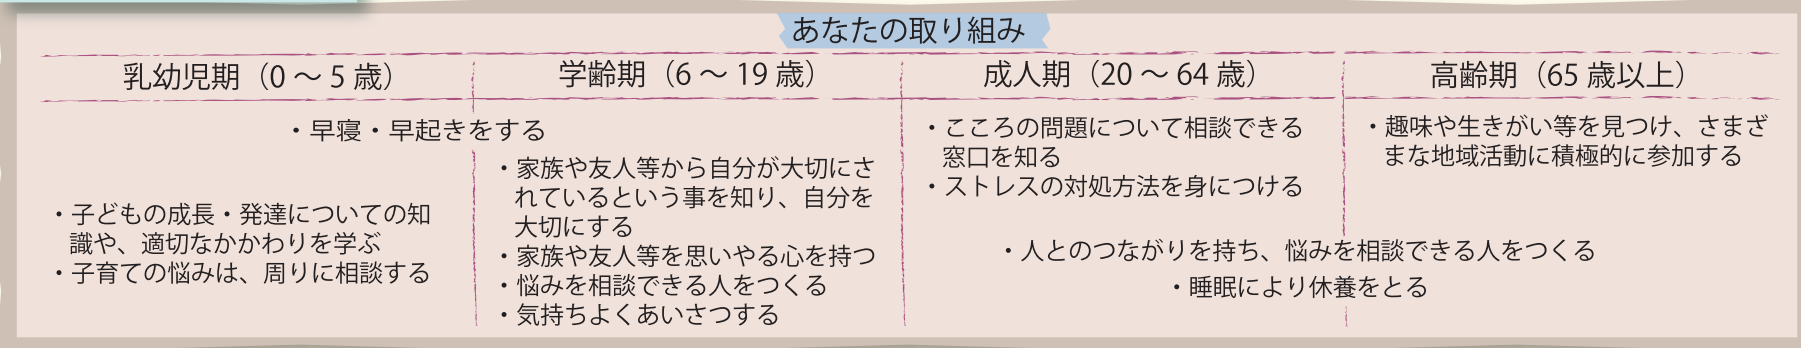 あなたの取り組み
乳幼児期（0 ～ 5 歳）
学齢期（6 ～ 19 歳）
成人期（20 ～ 64 歳）
高齢期（65 歳以上）
・早寝・早起きをする
・子どもの成長・発達についての知
識や、適切なかかわりを学ぶ
・子育ての悩みは、周りに相談する
・家族や友人等から自分が大切にさ
れているという事を知り、自分を
大切にする
・家族や友人等を思いやる心を持つ
・悩みを相談できる人をつくる
・気持ちよくあいさつする
・こころの問題について相談できる
窓口を知る
・ストレスの対処方法を身につける
・趣味や生きがい等を見つけ、さまざ
まな地域活動に積極的に参加する
・人とのつながりを持ち、悩みを相談できる人をつくる
・睡眠により休養をとる